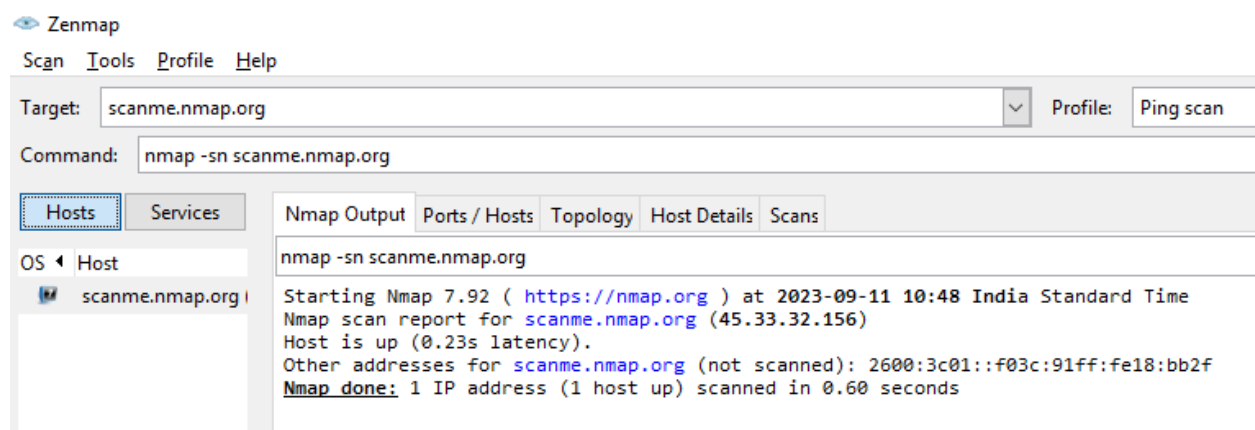 Zenmap
Scan Tools Profile Help
Target: scanme.nmap.org Profile: Ping scan
Command: nmap -sn scanme.nmap.org
Hosts Services Nmap Output Ports / Hosts Topology Host Details Scans
nmap -sn scanme.nmap.org
OS Host
scanme.nmap.org (
Starting Nmap 7.92 ( https://nmap.org ) at 2023-09-11 10:48 India Standard Time
Nmap scan report for scanme.nmap.org (45.33.32.156)
Host is up (0.23s latency).
Other addresses for scanme.nmap.org (not scanned): 2600:3c01::f03c:91ff:fe18:bb2f
Nmap done: 1 IP address (1 host up) scanned in 0.60 seconds